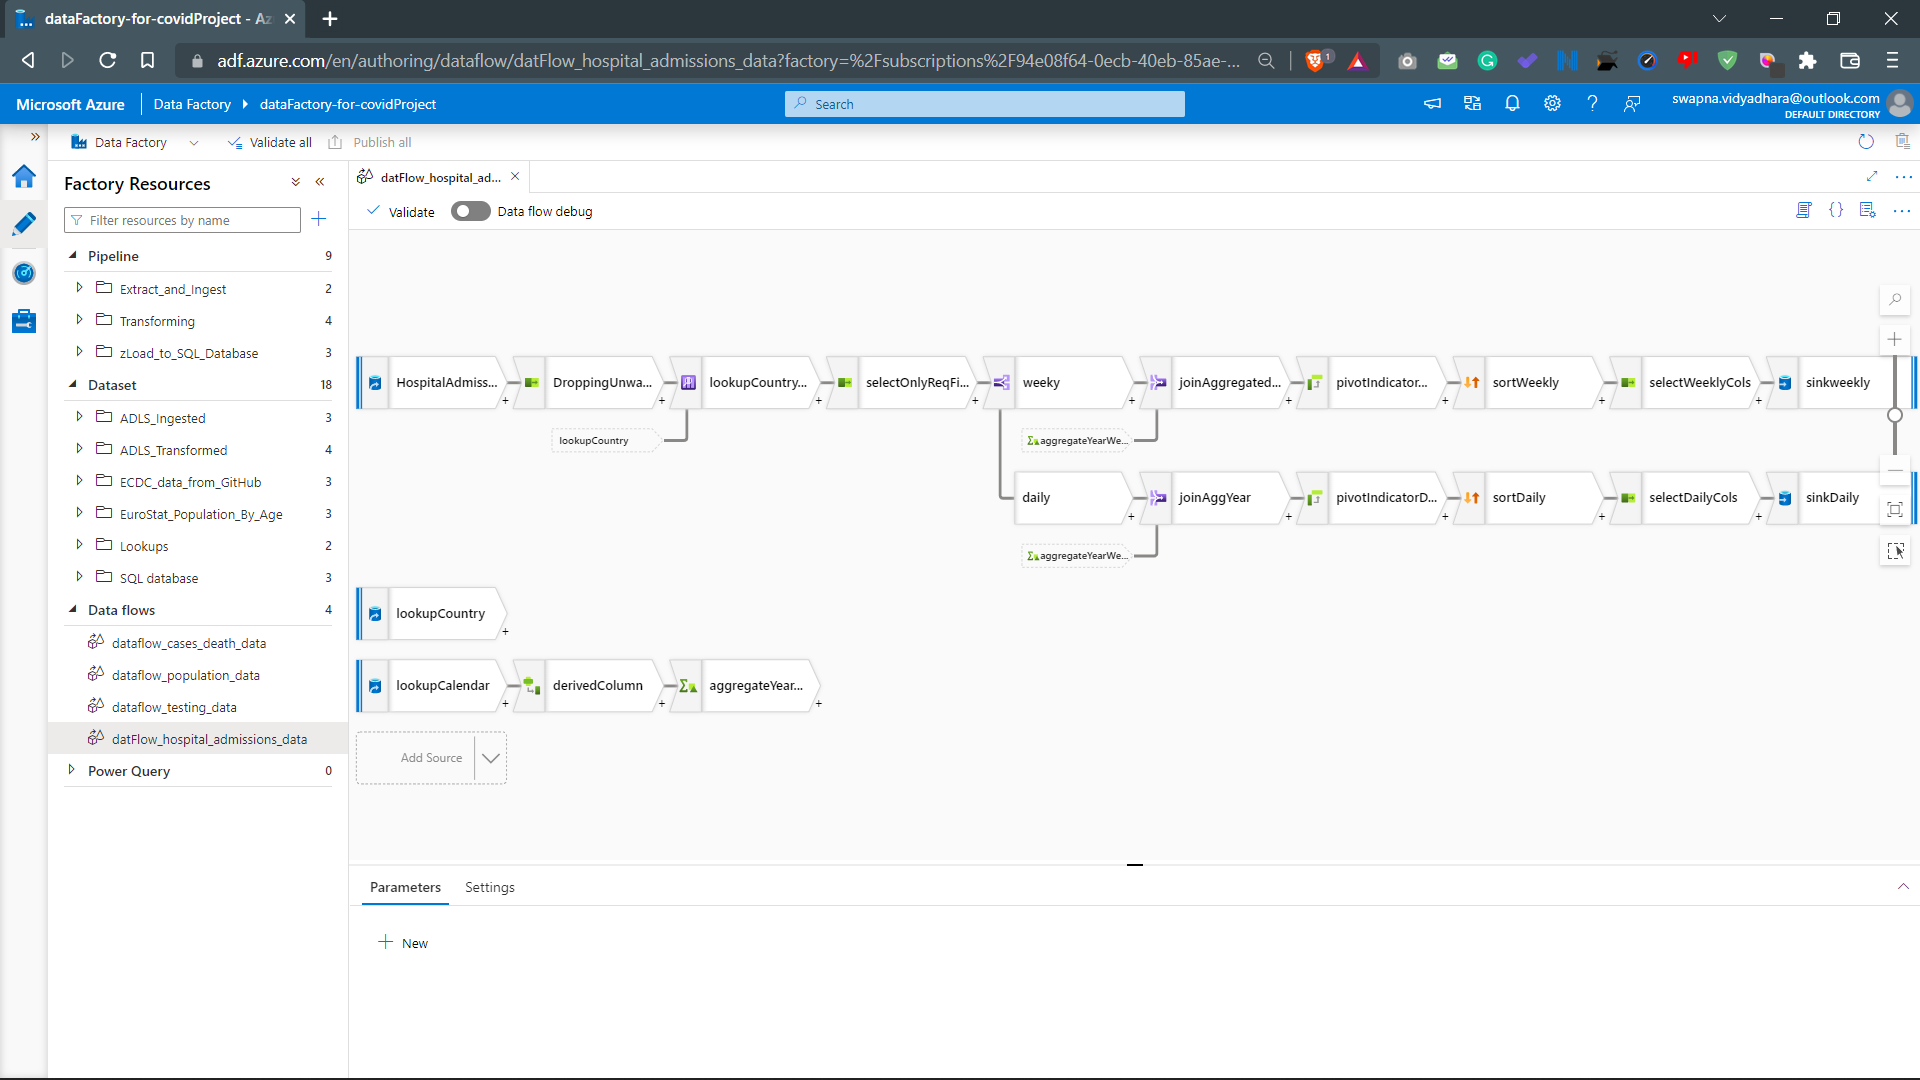 dataFactory-for-covidProject - Az
adf.azure.com/en/authoring/dataflow/datFlow_hospital_admissions_data?factory=%2Fsubscriptions%2F94e08f64-0ecb-40eb-85ae-...
1
Microsoft Azure
Data Factory
dataFactory-for-covidProject
Search
swapna.vidyadhara@outlook.com
DEFAULT DIRECTORY
Data Factory
Validate all
Publish all
Factory Resources
Filter resources by name
Pipeline 9
Extract_and_Ingest 2
Transforming 4
zLoad_to_SQL_Database 3
Dataset 18
ADLS_Ingested 3
ADLS_Transformed 4
ECDC_data_from_GitHub 3
EuroStat_Population_By_Age 3
Lookups 2
SQL database 3
Data flows 4
dataflow_cases_death_data
dataflow_population_data
dataflow_testing_data
datFlow_hospital_admissions_data
Power Query 0
datFlow_hospital_ad...
Validate
Data flow debug
HospitalAdmiss...
DroppingUnwa...
lookupCountry...
selectOnlyReqFi...
weeky
joinAggregated...
pivotIndicator...
sortWeekly
selectWeeklyCols
sinkweekly
lookupCountry
aggregateYearWe...
daily
joinAggYear
pivotIndicatorD...
sortDaily
selectDailyCols
sinkDaily
aggregateYearWe...
lookupCountry
lookupCalendar
derivedColumn
aggregateYear...
Add Source
Parameters
Settings
New